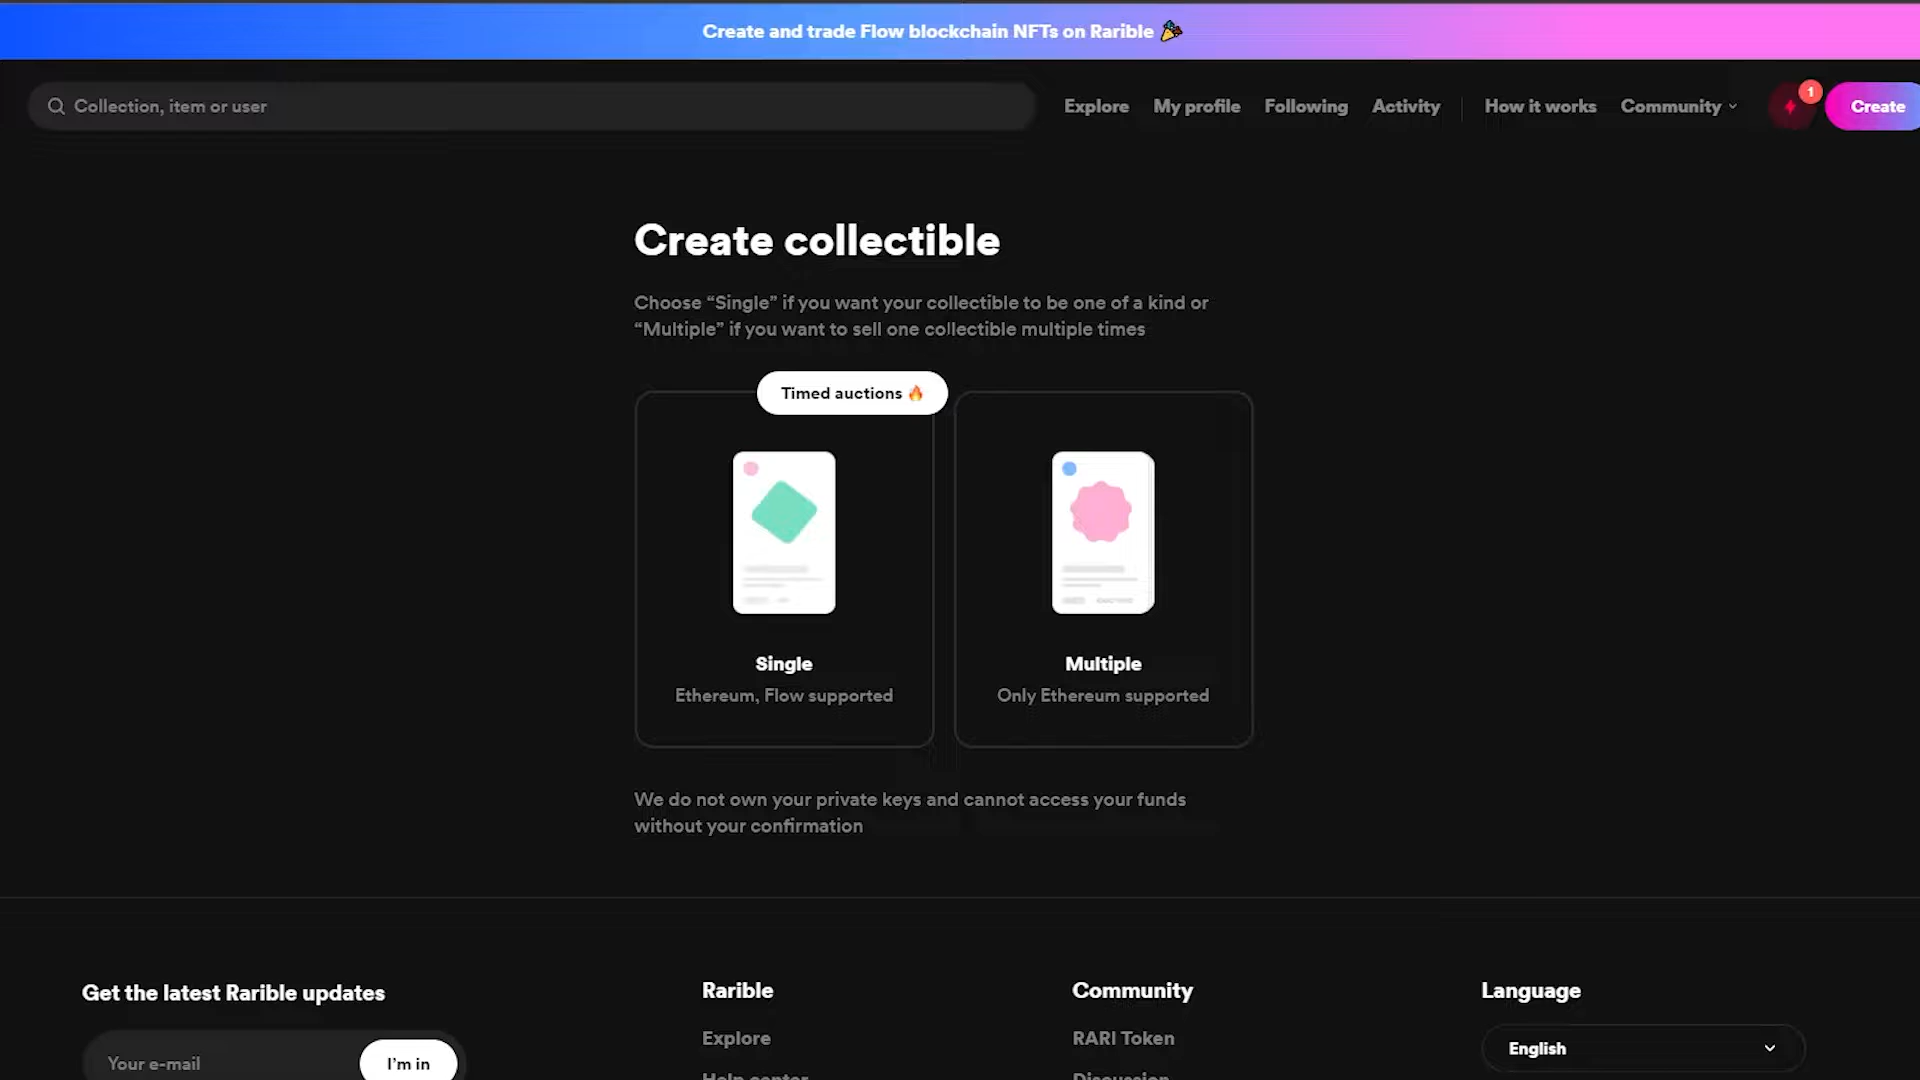 Create and trade Flow blockchain NFTs on Rarible 🎉
Collection, item or user
Explore
My profile
Following
Activity
How it works
Community
1
Create
Create collectible
Choose “Single” if you want your collectible to be one of a kind or
“Multiple” if you want to sell one collectible multiple times
Timed auctions 🔥
Single
Ethereum, Flow supported
Multiple
Only Ethereum supported
We do not own your private keys and cannot access your funds
without your confirmation
Get the latest Rarible updates
Your e-mail
I’m in
Rarible
Explore
Help center
Community
RARI Token
Discussion
Language
English